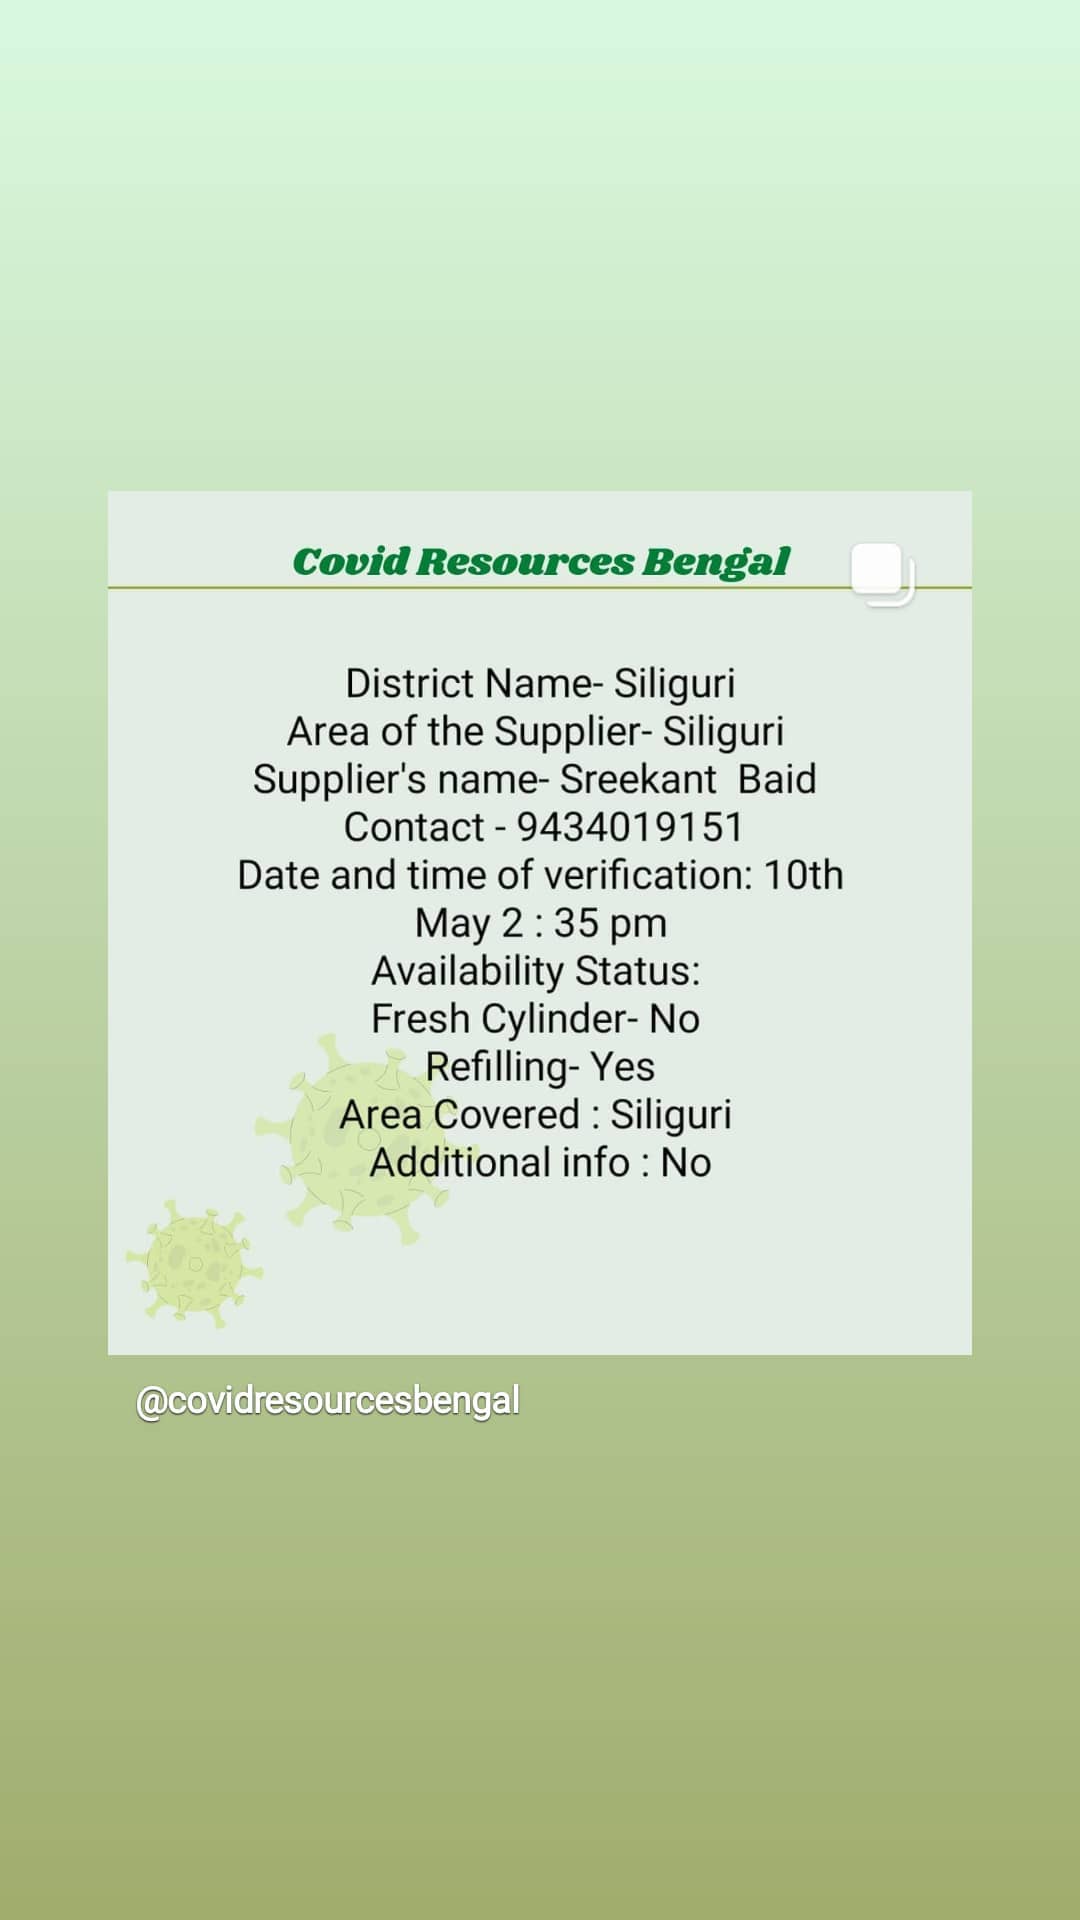 Covid Resources Bengal
District Name- Siliguri
Area of the Supplier- Siliguri
Supplier's name- Sreekant  Baid
Contact - 9434019151
Date and time of verification: 10th
May 2 : 35 pm
Availability Status:
Fresh Cylinder- No
Refilling- Yes
Area Covered : Siliguri
Additional info : No
@covidresourcesbengal